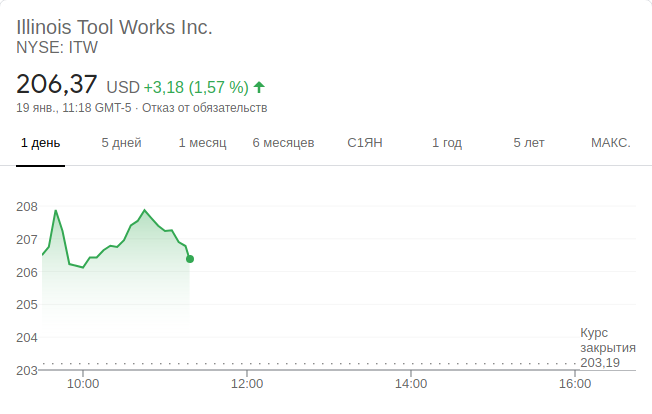 Illinois Tool Works Inc.
NYSE: ITW
206,37 USD +3,18 (1,57 %)
19 янв., 11:18 GMT-5 · Отказ от обязательств
1 день 5 дней 1 месяц 6 месяцев С1ЯН 1 год 5 лет МАКС.
208
207
206
205
204
Курс
закрытия
203,19
203
10:00 12:00 14:00 16:00